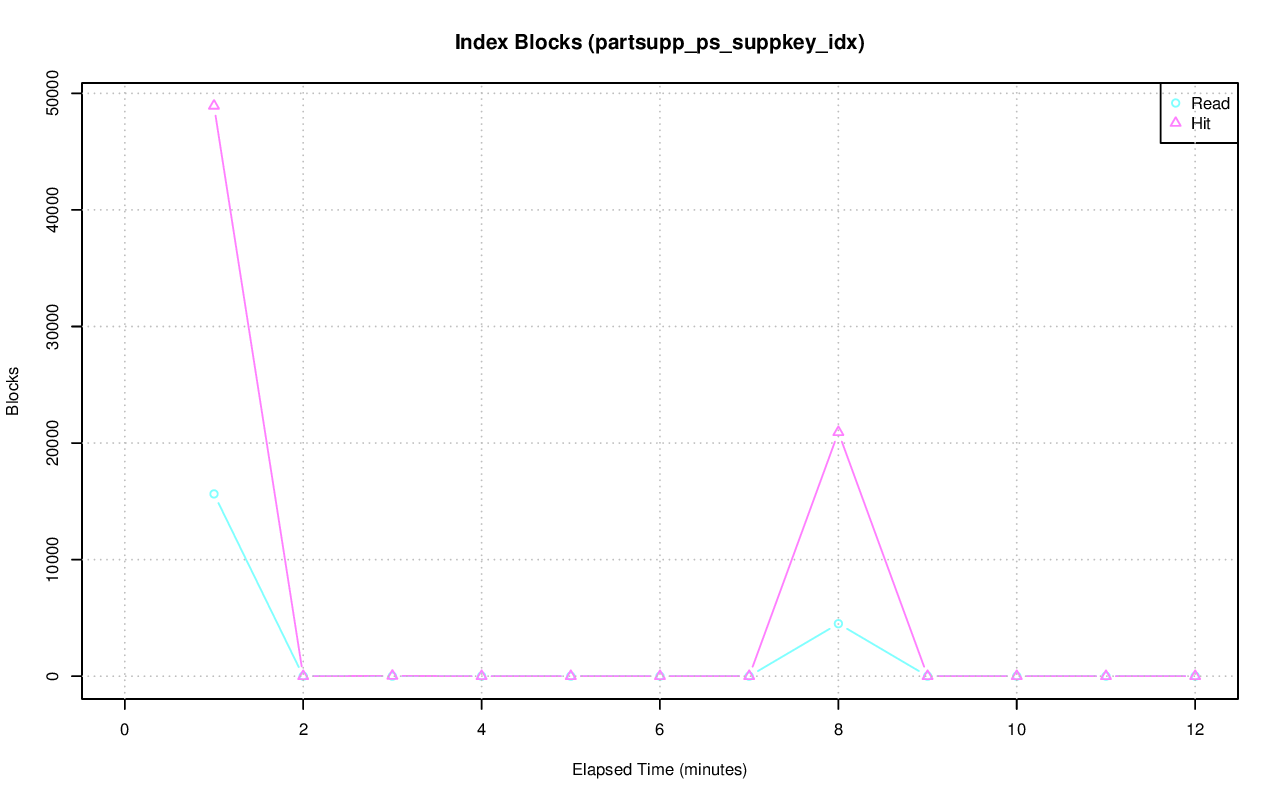 Index Blocks (partsupp_ps_suppkey_idx)
Read
Hit
50000
40000
30000
20000
10000
0
Blocks
0 2 4 6 8 10 12
Elapsed Time (minutes)